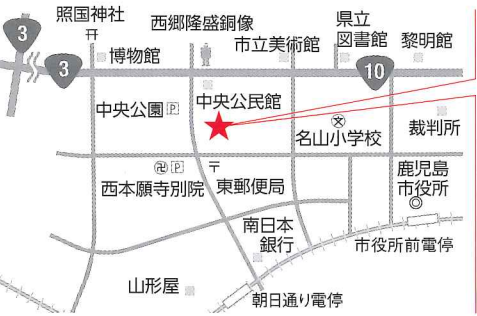 3
照国神社
西郷隆盛銅像
県立
図書館
黎明館
博物館
市立美術館
3
10
中央公園 P
中央公民館
文
名山小学校
裁判所
卍 P
〒
西本願寺別院
東郵便局
鹿児島
市役所
南日本
銀行
市役所前電停
山形屋
朝日通り電停